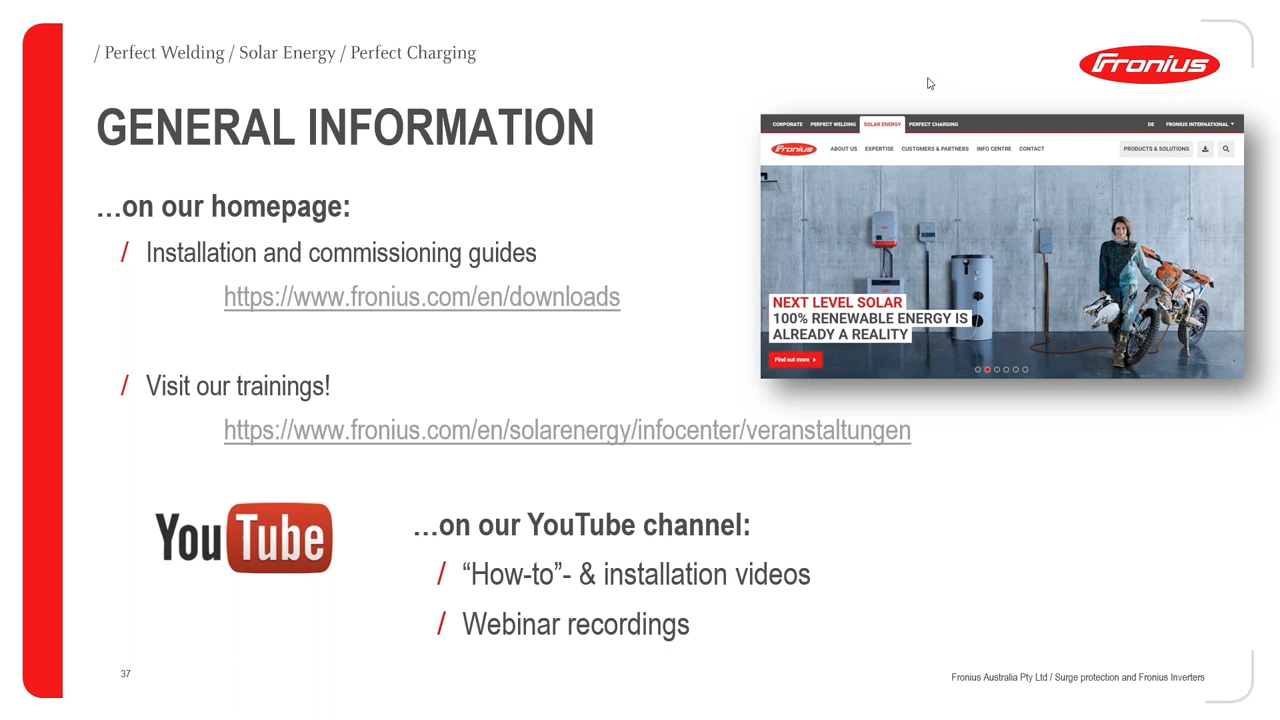 / Perfect Welding / Solar Energy / Perfect Charging
Fronius
GENERAL INFORMATION
…on our homepage:
/ Installation and commissioning guides
https://www.fronius.com/en/downloads
/ Visit our trainings!
https://www.fronius.com/en/solarenergy/infocenter/veranstaltungen
CORPORATE PERFECT WELDING SOLAR ENERGY PERFECT CHARGING DE FRONIUS INTERNATIONAL
Fronius ABOUT US EXPERTISE CUSTOMERS & PARTNERS INFO CENTRE CONTACT PRODUCTS & SOLUTIONS
NEXT LEVEL SOLAR
100% RENEWABLE ENERGY IS
ALREADY A REALITY
Find out more
YouTube
…on our YouTube channel:
/ “How-to”- & installation videos
/ Webinar recordings
37
Fronius Australia Pty Ltd / Surge protection and Fronius Inverters